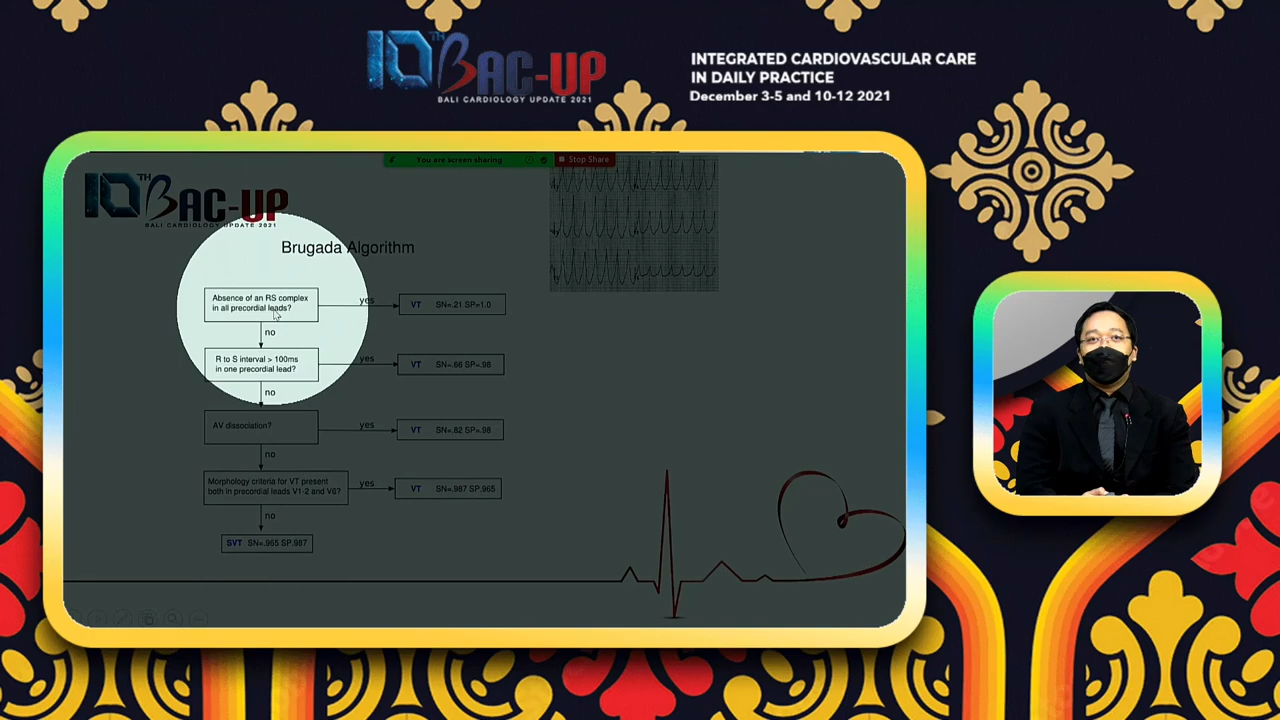 10TH BAC-UP
BALI CARDIOLOGY UPDATE 2021
INTEGRATED CARDIOVASCULAR CARE
IN DAILY PRACTICE
December 3-5 and 10-12 2021
You are screen sharing
Stop Share
10TH BAC-UP
BALI CARDIOLOGY UPDATE 2021
Brugada Algorithm
Absence of an RS complex
in all precordial leads?
yes
VT SN=.21 SP=1.0
no
R to S interval > 100ms
in one precordial lead?
yes
VT SN=.66 SP=.98
no
AV dissociation?
yes
VT SN=.82 SP=.98
no
Morphology criteria for VT present
both in precordial leads V1-2 and V6?
yes
VT SN=.987 SP.965
no
SVT SN=.965 SP.987